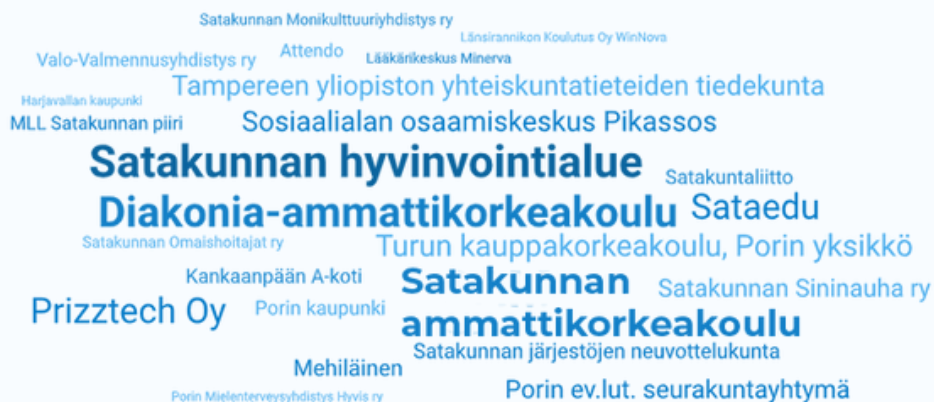 Satakunnan Monikulttuuriyhdistys ry
Länsirannikon Koulutus Oy WinNova
Valo-Valmennusyhdistys ry
Attendo
Lääkärikeskus Minerva
Tampereen yliopiston yhteiskuntatieteiden tiedekunta
Harjavallan kaupunki
MLL Satakunnan piiri
Sosiaalialan osaamiskeskus Pikassos
Satakunnan hyvinvointialue
Satakuntaliitto
Diakonia-ammattikorkeakoulu
Sataedu
Satakunnan Omaishoitajat ry
Turun kauppakorkeakoulu, Porin yksikkö
Kankaanpään A-koti
Satakunnan
ammattikorkeakoulu
Satakunnan Sininauha ry
Prizztech Oy
Porin kaupunki
Satakunnan järjestöjen neuvottelukunta
Mehiläinen
Porin ev.lut. seurakuntayhtymä
Porin Mielenterveysyhdistys Hyvis ry